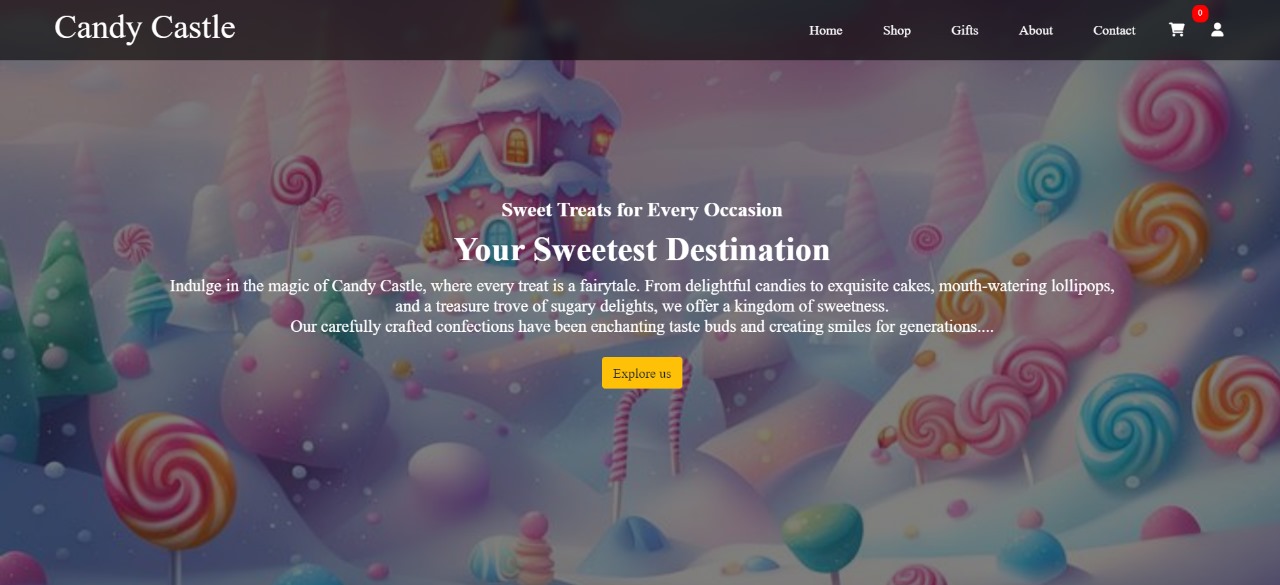 Candy Castle
Home Shop Gifts About Contact 0
Sweet Treats for Every Occasion
Your Sweetest Destination
Indulge in the magic of Candy Castle, where every treat is a fairytale. From delightful candies to exquisite cakes, mouth-watering lollipops,
and a treasure trove of sugary delights, we offer a kingdom of sweetness.
Our carefully crafted confections have been enchanting taste buds and creating smiles for generations....
Explore us